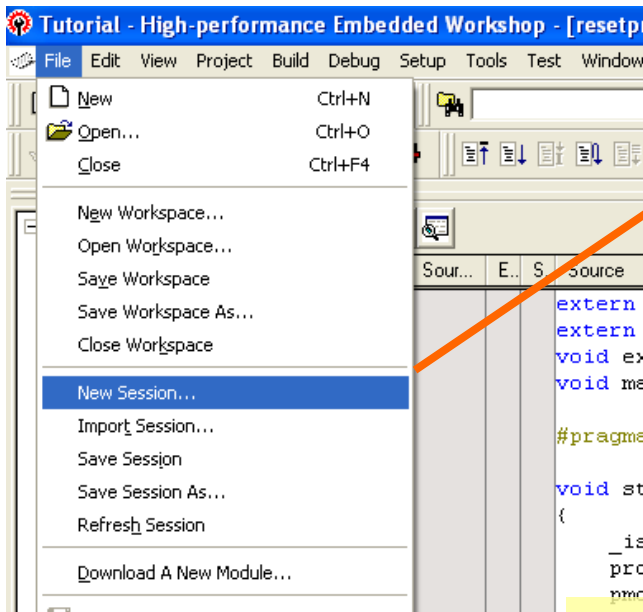 Tutorial - High-performance Embedded Workshop - [resetpr
File Edit View Project Build Debug Setup Tools Test Window
New Ctrl+N
Open... Ctrl+O
Close Ctrl+F4
New Workspace...
Open Workspace...
Save Workspace
Save Workspace As...
Close Workspace
New Session...
Import Session...
Save Session
Save Session As...
Refresh Session
Download A New Module...
Sour... E.. S. Source
extern
extern
void ex
void ma
#pragma
void st
{
_is
prc